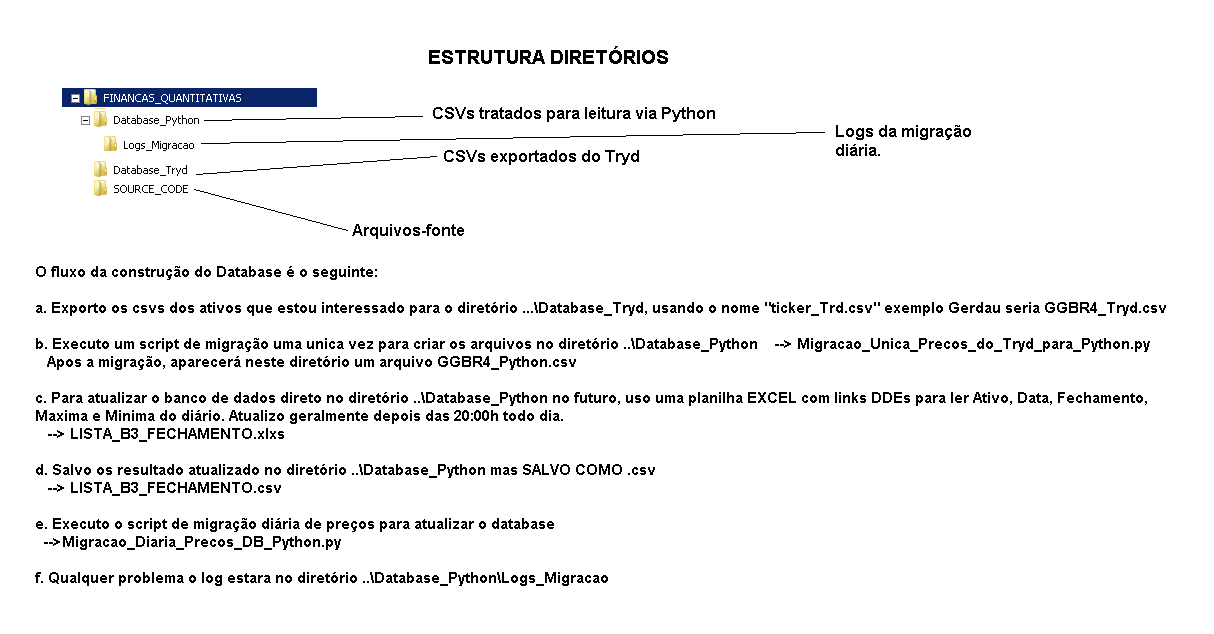 ESTRUTURA DIRETÓRIOS
FINANCAS_QUANTITATIVAS
Database_Python
CSVs tratados para leitura via Python
Logs_Migracao
Logs da migração
diária.
CSVs exportados do Tryd
Database_Tryd
SOURCE_CODE
Arquivos-fonte
O fluxo da construção do Database é o seguinte:
a. Exporto os csvs dos ativos que estou interessado para o diretório ...\Database_Tryd, usando o nome "ticker_Trd.csv" exemplo Gerdau seria GGBR4_Tryd.csv
b. Executo um script de migração uma unica vez para criar os arquivos no diretório ..\Database_Python --> Migracao_Unica_Precos_do_Tryd_para_Python.py
Apos a migração, aparecerá neste diretório um arquivo GGBR4_Python.csv
c. Para atualizar o banco de dados direto no diretório ..\Database_Python no futuro, uso uma planilha EXCEL com links DDEs para ler Ativo, Data, Fechamento,
Maxima e Minima do diário. Atualizo geralmente depois das 20:00h todo dia.
--> LISTA_B3_FECHAMENTO.xlxs
d. Salvo os resultado atualizado no diretório ..\Database_Python mas SALVO COMO .csv
--> LISTA_B3_FECHAMENTO.csv
e. Executo o script de migração diária de preços para atualizar o database
-->Migracao_Diaria_Precos_DB_Python.py
f. Qualquer problema o log estara no diretório ..\Database_Python\Logs_Migracao